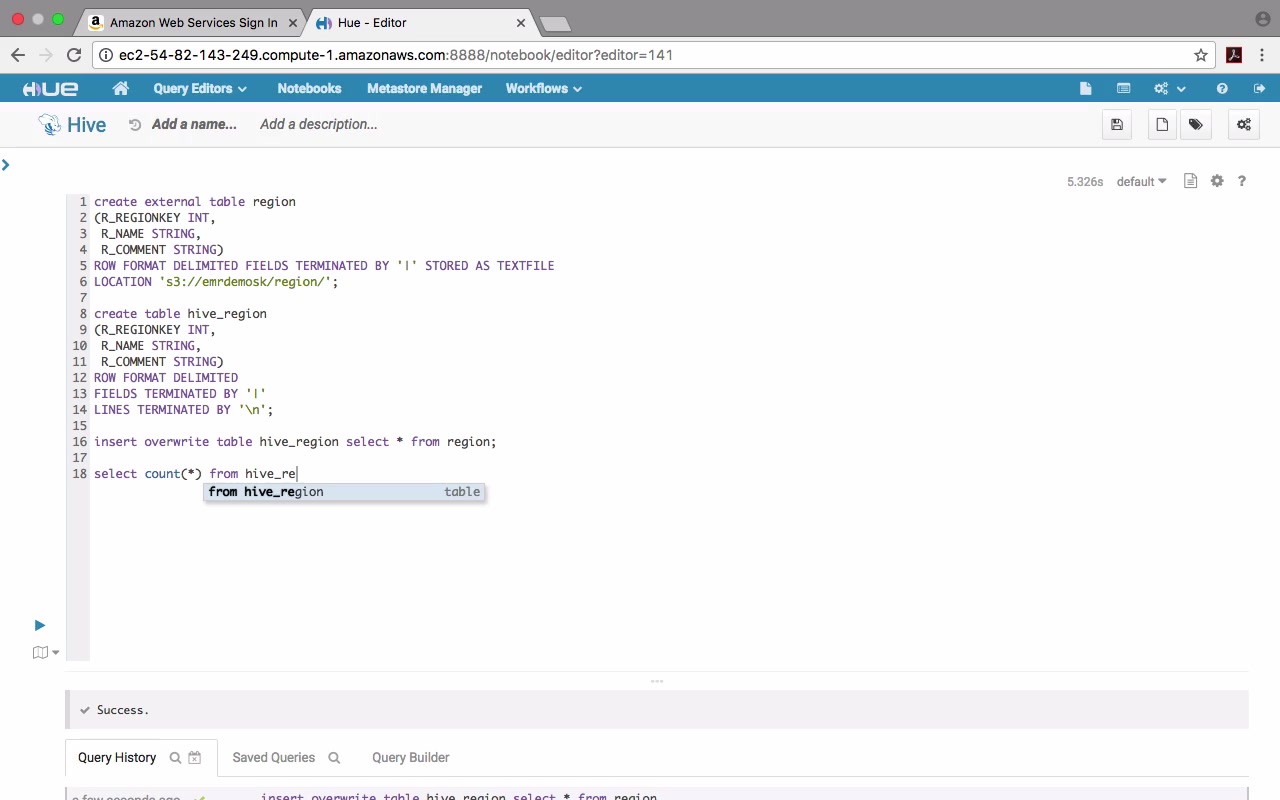 Amazon Web Services Sign In
Hue - Editor
ec2-54-82-143-249.compute-1.amazonaws.com:8888/notebook/editor?editor=141
HUE Query Editors Notebooks Metastore Manager Workflows
Hive Add a name... Add a description...
5.326s default ?
1 create external table region
2 (R_REGIONKEY INT,
3 R_NAME STRING,
4 R_COMMENT STRING)
5 ROW FORMAT DELIMITED FIELDS TERMINATED BY '|' STORED AS TEXTFILE
6 LOCATION 's3://emrdemosk/region/';
7
8 create table hive_region
9 (R_REGIONKEY INT,
10 R_NAME STRING,
11 R_COMMENT STRING)
12 ROW FORMAT DELIMITED
13 FIELDS TERMINATED BY '|'
14 LINES TERMINATED BY '\n';
15
16 insert overwrite table hive_region select * from region;
17
18 select count(*) from hive_re
from hive_region table
Success.
Query History Saved Queries Query Builder
a few seconds ago insert overwrite table hive_region select * from region